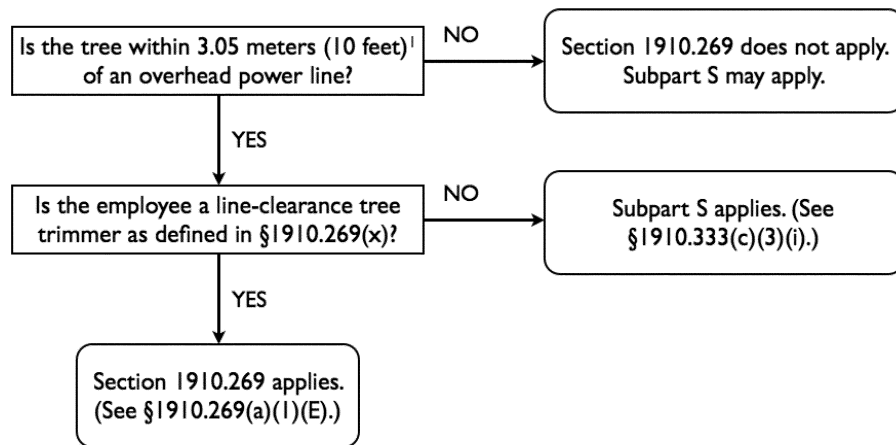 Is the tree within 3.05 meters (10 feet)¹
of an overhead power line?
NO
Section 1910.269 does not apply.
Subpart S may apply.
YES
Is the employee a line-clearance tree
trimmer as defined in §1910.269(x)?
NO
Subpart S applies. (See
§1910.333(c)(3)(i).)
YES
Section 1910.269 applies.
(See §1910.269(a)(1)(E).)